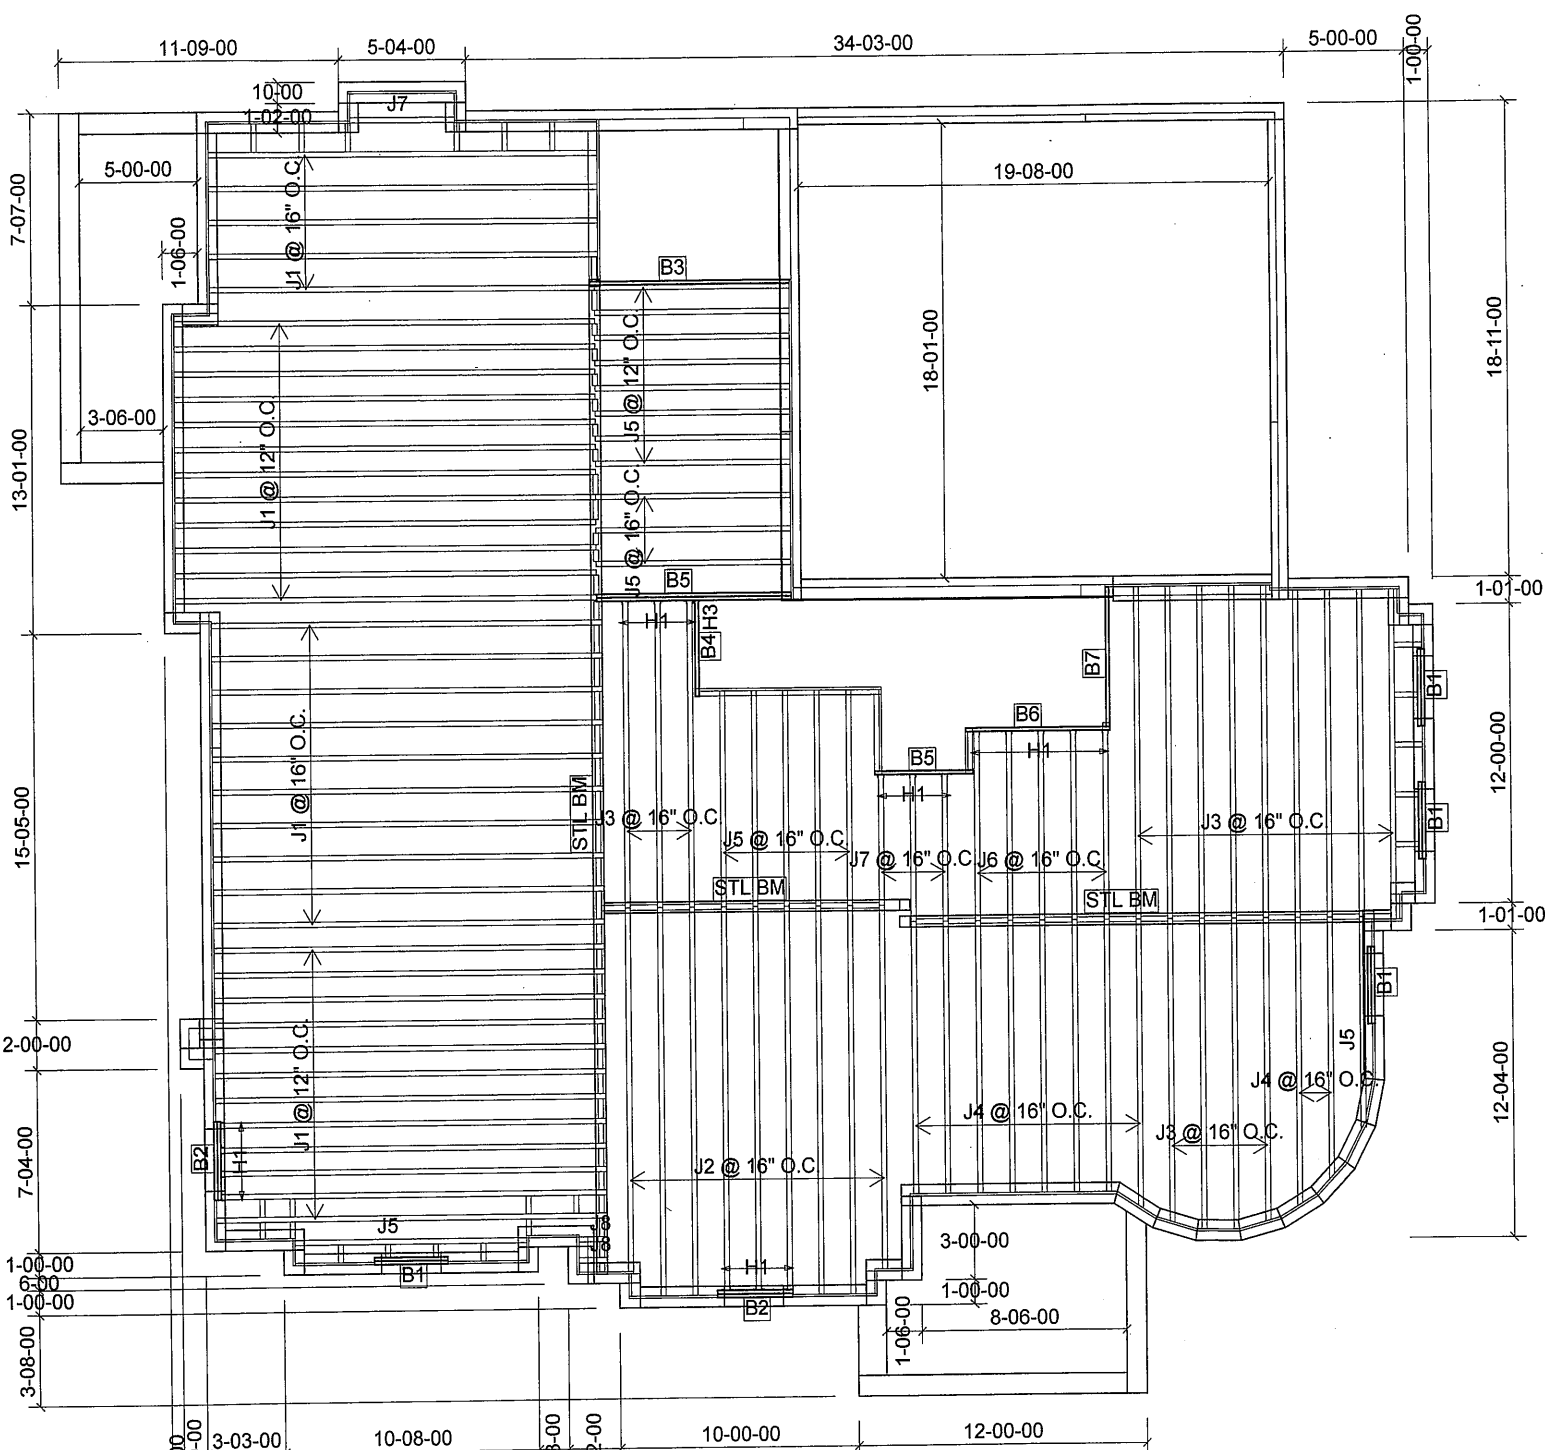 11-09-00
5-04-00
34-03-00
5-00-00
1-00-00
10-00
J7
1-02-00
5-00-00
19-08-00
7-07-00
1-06-00
J1 @ 16" O.C.
B3
J5 @ 12" O.C.
18-01-00
18-11-00
3-06-00
13-01-00
J1 @ 12" O.C.
J5 @ 16" O.C.
B5
1-01-00
H1
B4
H3
B7
B1
B6
H1
B5
H1
12-00-00
B1
J1 @ 16" O.C.
STL BM
J3 @ 16" O.C.
J5 @ 16" O.C.
J7 @ 16" O.C.
J6 @ 16" O.C.
J3 @ 16" O.C.
15-05-00
STL BM
STL BM
1-01-00
B1
2-00-00
J5
J1 @ 12" O.C.
J4 @ 16" O.C.
J4 @ 16" O.C.
12-04-00
J3 @ 16" O.C.
B2
H1
J2 @ 16" O.C.
7-04-00
J5
J8
J8
3-00-00
1-00-00
6-00
1-00-00
B1
H1
B2
1-00-00
1-06-00
8-06-00
3-08-00
3-03-00
10-08-00
10-00-00
12-00-00